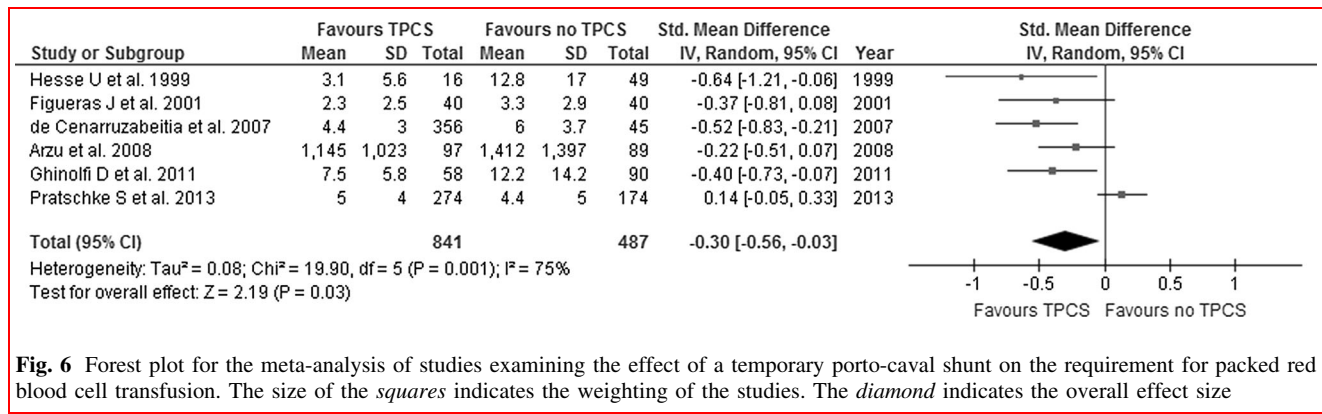 Favours TPCS Favours no TPCS Std. Mean Difference Std. Mean Difference
Study or Subgroup Mean SD Total Mean SD Total IV, Random, 95% CI Year IV, Random, 95% CI
Hesse U et al. 1999 3.1 5.6 16 12.8 17 49 -0.64 [-1.21, -0.06] 1999
Figueras J et al. 2001 2.3 2.5 40 3.3 2.9 40 -0.37 [-0.81, 0.08] 2001
de Cenarruzabeitia et al. 2007 4.4 3 356 6 3.7 45 -0.52 [-0.83, -0.21] 2007
Arzu et al. 2008 1,145 1,023 97 1,412 1,397 89 -0.22 [-0.51, 0.07] 2008
Ghinolfi D et al. 2011 7.5 5.8 58 12.2 14.2 90 -0.40 [-0.73, -0.07] 2011
Pratschke S et al. 2013 5 4 274 4.4 5 174 0.14 [-0.05, 0.33] 2013
Total (95% CI) 841 487 -0.30 [-0.56, -0.03]
Heterogeneity: Tau² = 0.08; Chi² = 19.90, df = 5 (P = 0.001); I² = 75%
Test for overall effect: Z = 2.19 (P = 0.03)
-1 -0.5 0 0.5 1
Favours TPCS Favours no TPCS
Fig. 6 Forest plot for the meta-analysis of studies examining the effect of a temporary porto-caval shunt on the requirement for packed red
blood cell transfusion. The size of the squares indicates the weighting of the studies. The diamond indicates the overall effect size